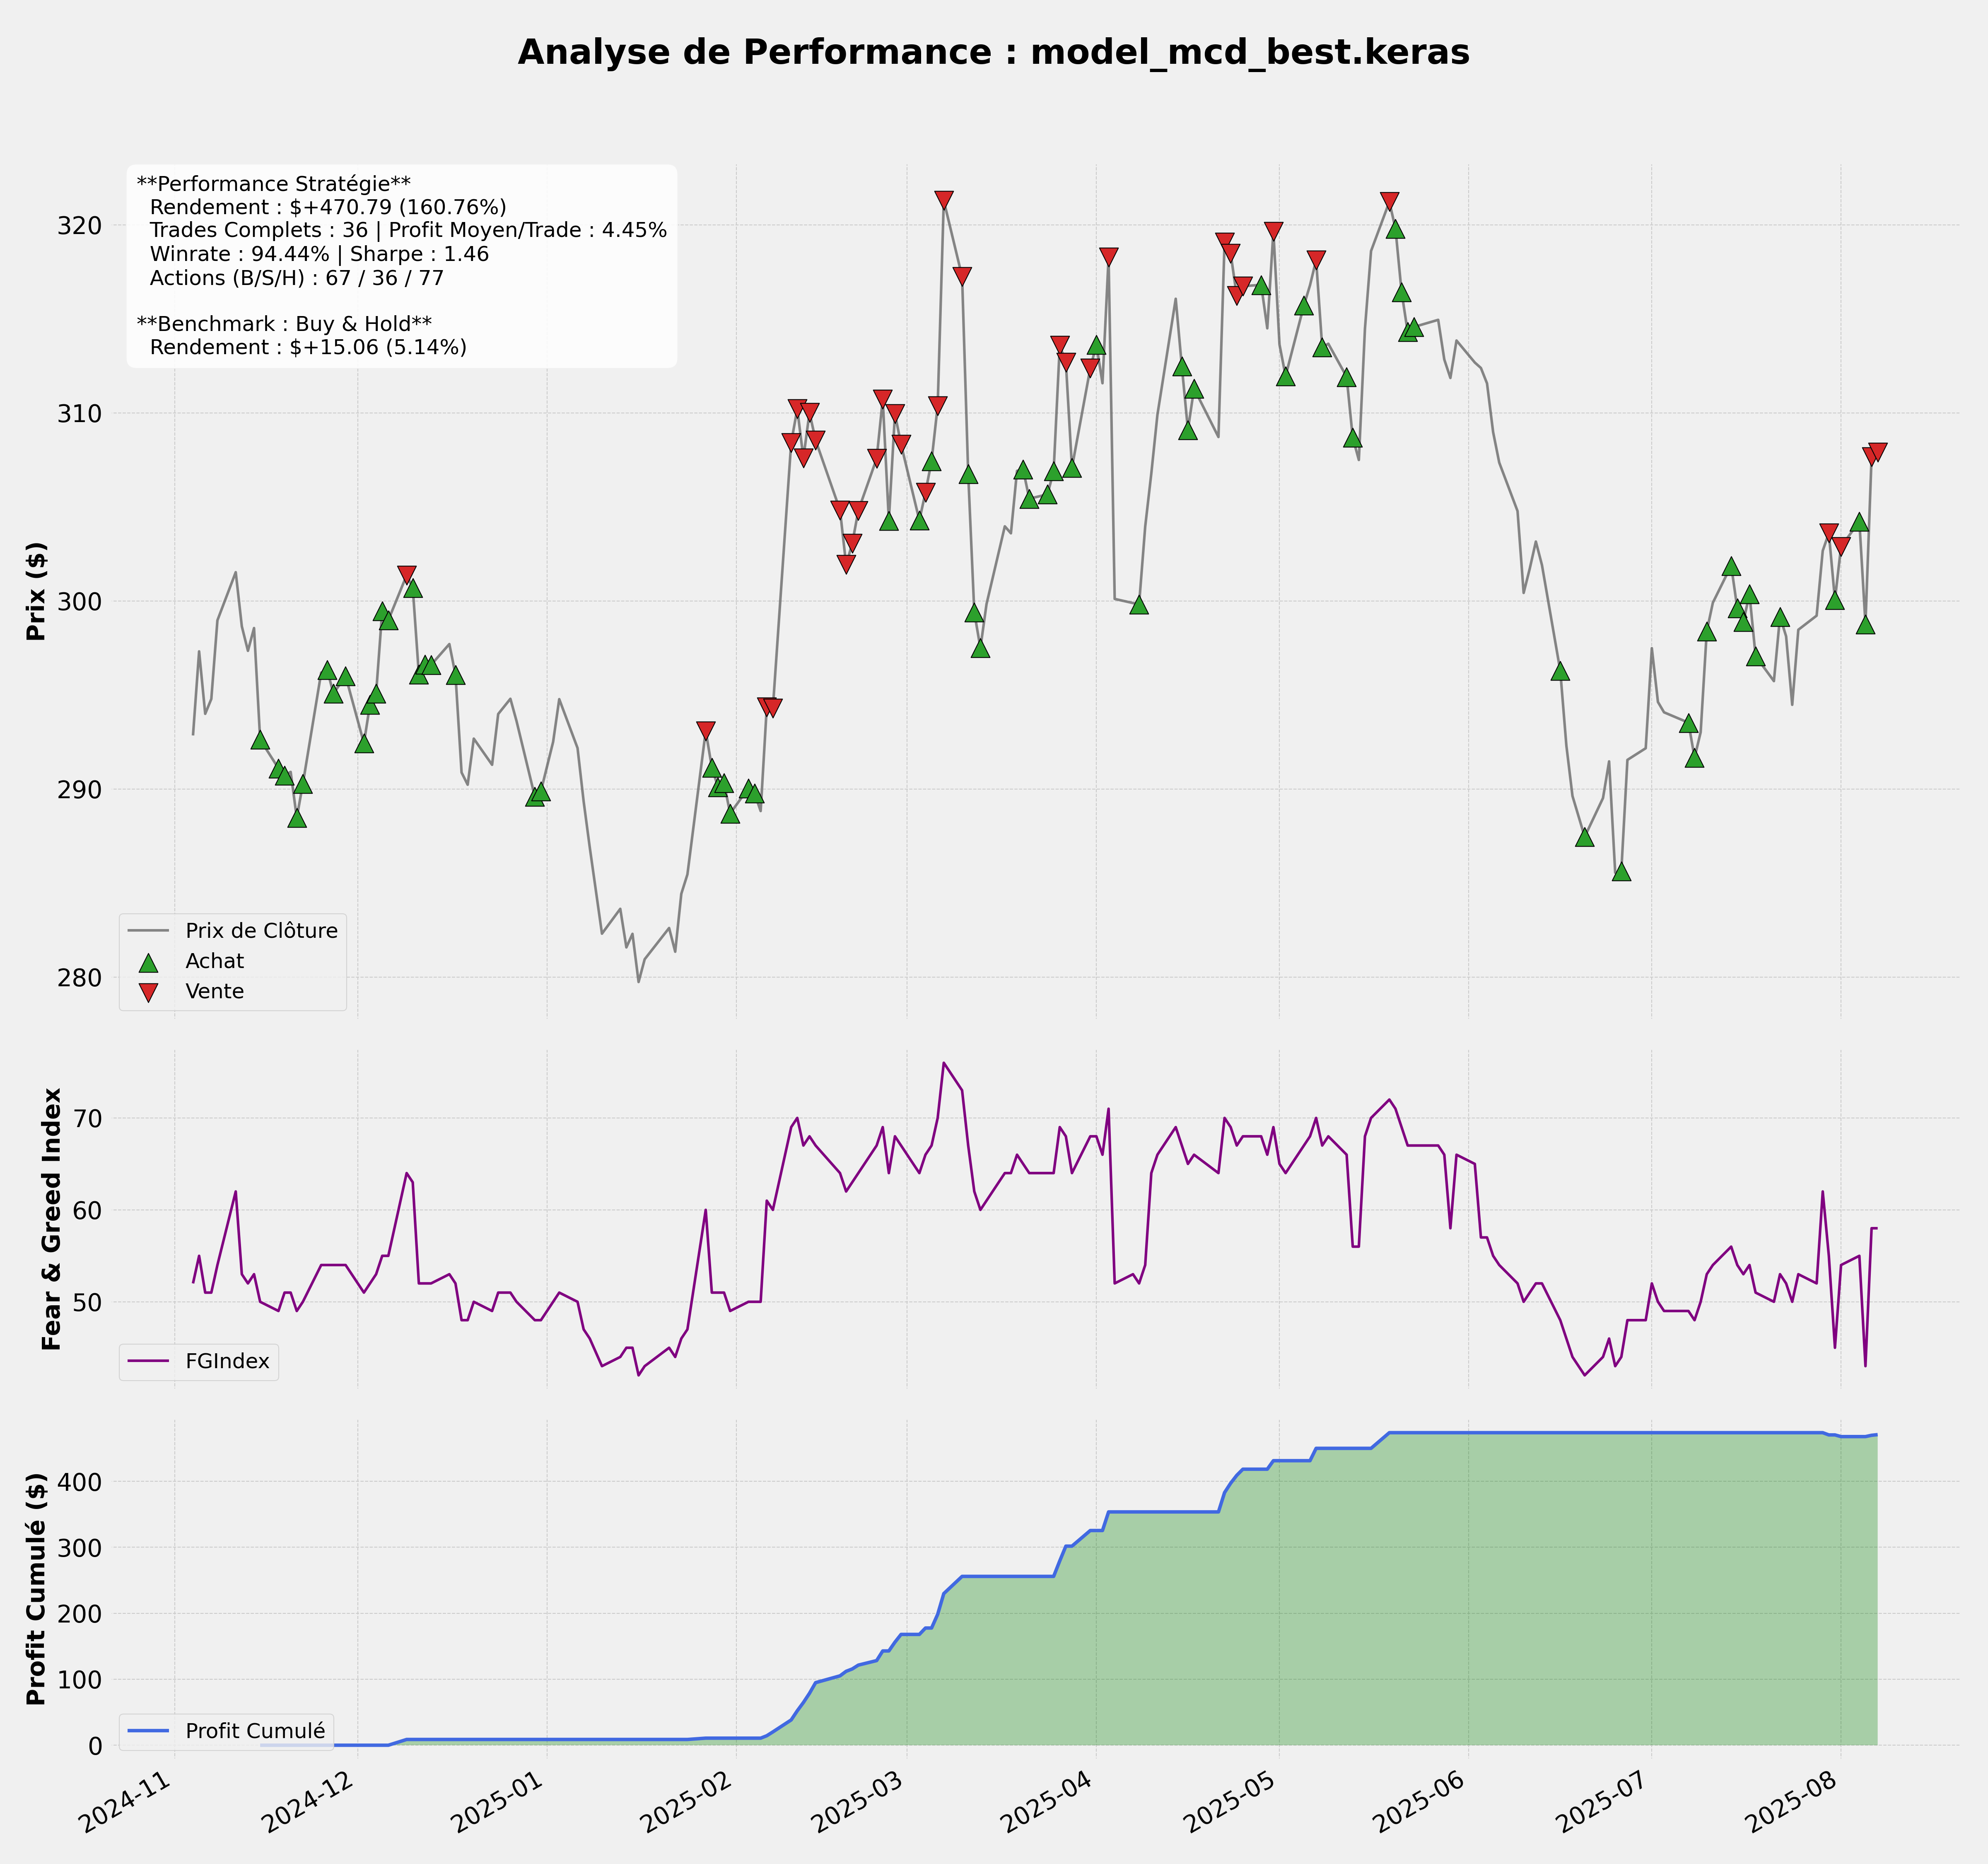 Analyse de Performance : model_mcd_best.keras
**Performance Stratégie**
Rendement : $+470.79 (160.76%)
Trades Complets : 36 | Profit Moyen/Trade : 4.45%
Winrate : 94.44% | Sharpe : 1.46
Actions (B/S/H) : 67 / 36 / 77
**Benchmark : Buy & Hold**
Rendement : $+15.06 (5.14%)
Prix ($)
320
310
300
290
280
Prix de Clôture
Achat
Vente
Fear & Greed Index
70
60
50
FGIndex
Profit Cumulé ($)
400
300
200
100
0
Profit Cumulé
2024-11
2024-12
2025-01
2025-02
2025-03
2025-04
2025-05
2025-06
2025-07
2025-08